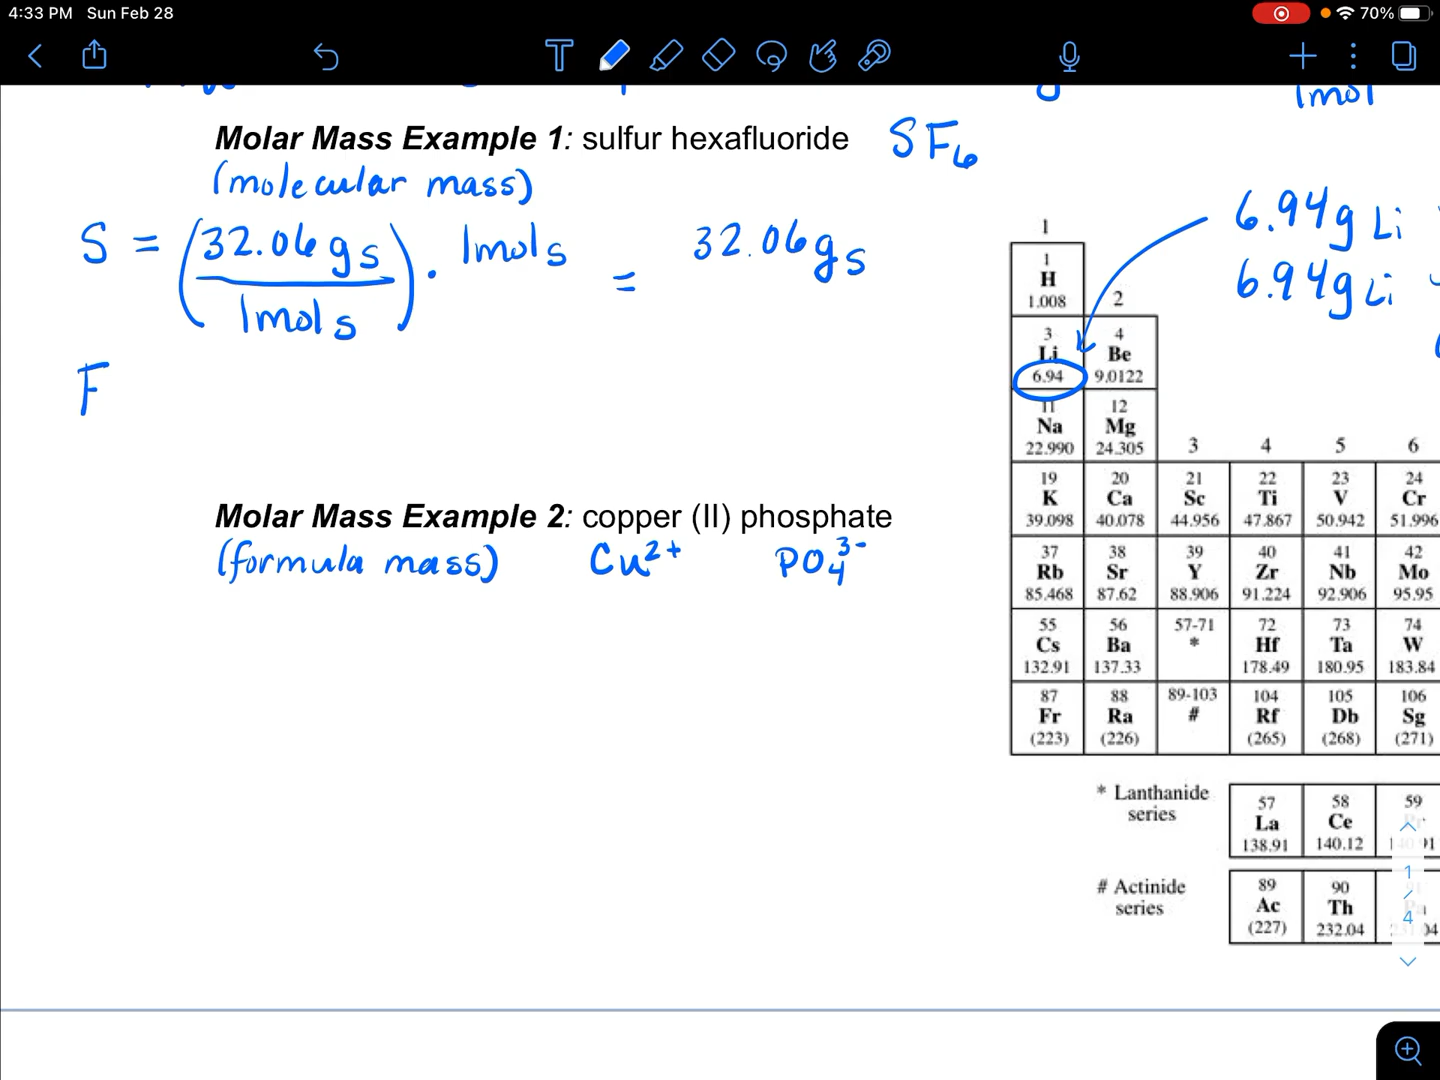 4:33 PM Sun Feb 28 70%
1mol
Molar Mass Example 1: sulfur hexafluoride SF6
(molecular mass)
S = (32.06 g S / 1 mol S) · 1 mol S = 32.06 g S
6.94g Li
6.94g Li
F
Molar Mass Example 2: copper (II) phosphate
(formula mass) Cu2+ PO4 3-
1
1 H 1.008
2
3 Li 6.94 4 Be 9.0122
11 Na 22.990 12 Mg 24.305
3 4 5 6
19 K 39.098 20 Ca 40.078 21 Sc 44.956 22 Ti 47.867 23 V 50.942 24 Cr 51.996
37 Rb 85.468 38 Sr 87.62 39 Y 88.906 40 Zr 91.224 41 Nb 92.906 42 Mo 95.95
55 Cs 132.91 56 Ba 137.33 57-71 * 72 Hf 178.49 73 Ta 180.95 74 W 183.84
87 Fr (223) 88 Ra (226) 89-103 # 104 Rf (265) 105 Db (268) 106 Sg (271)
* Lanthanide series 57 La 138.91 58 Ce 140.12 59
# Actinide series 89 Ac (227) 90 Th 232.04
1 / 4